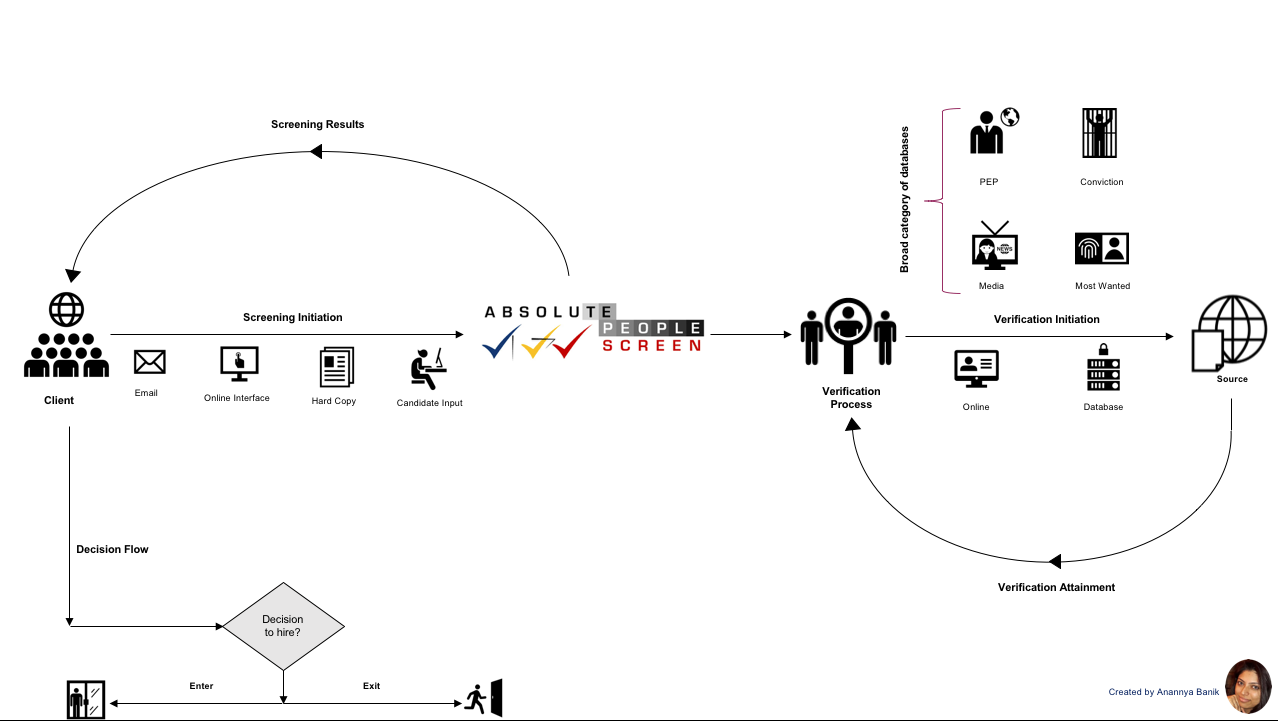 Screening Results
Broad category of databases
PEP
Conviction
NEWS
Media
Most Wanted
ABSOLUTE
PEOPLE
SCREEN
Screening Initiation
Verification Initiation
Client
Email
Online Interface
Hard Copy
Candidate Input
Verification
Process
Online
Database
Source
Decision Flow
Verification Attainment
Decision
to hire?
Enter
Exit
Created by Anannya Banik